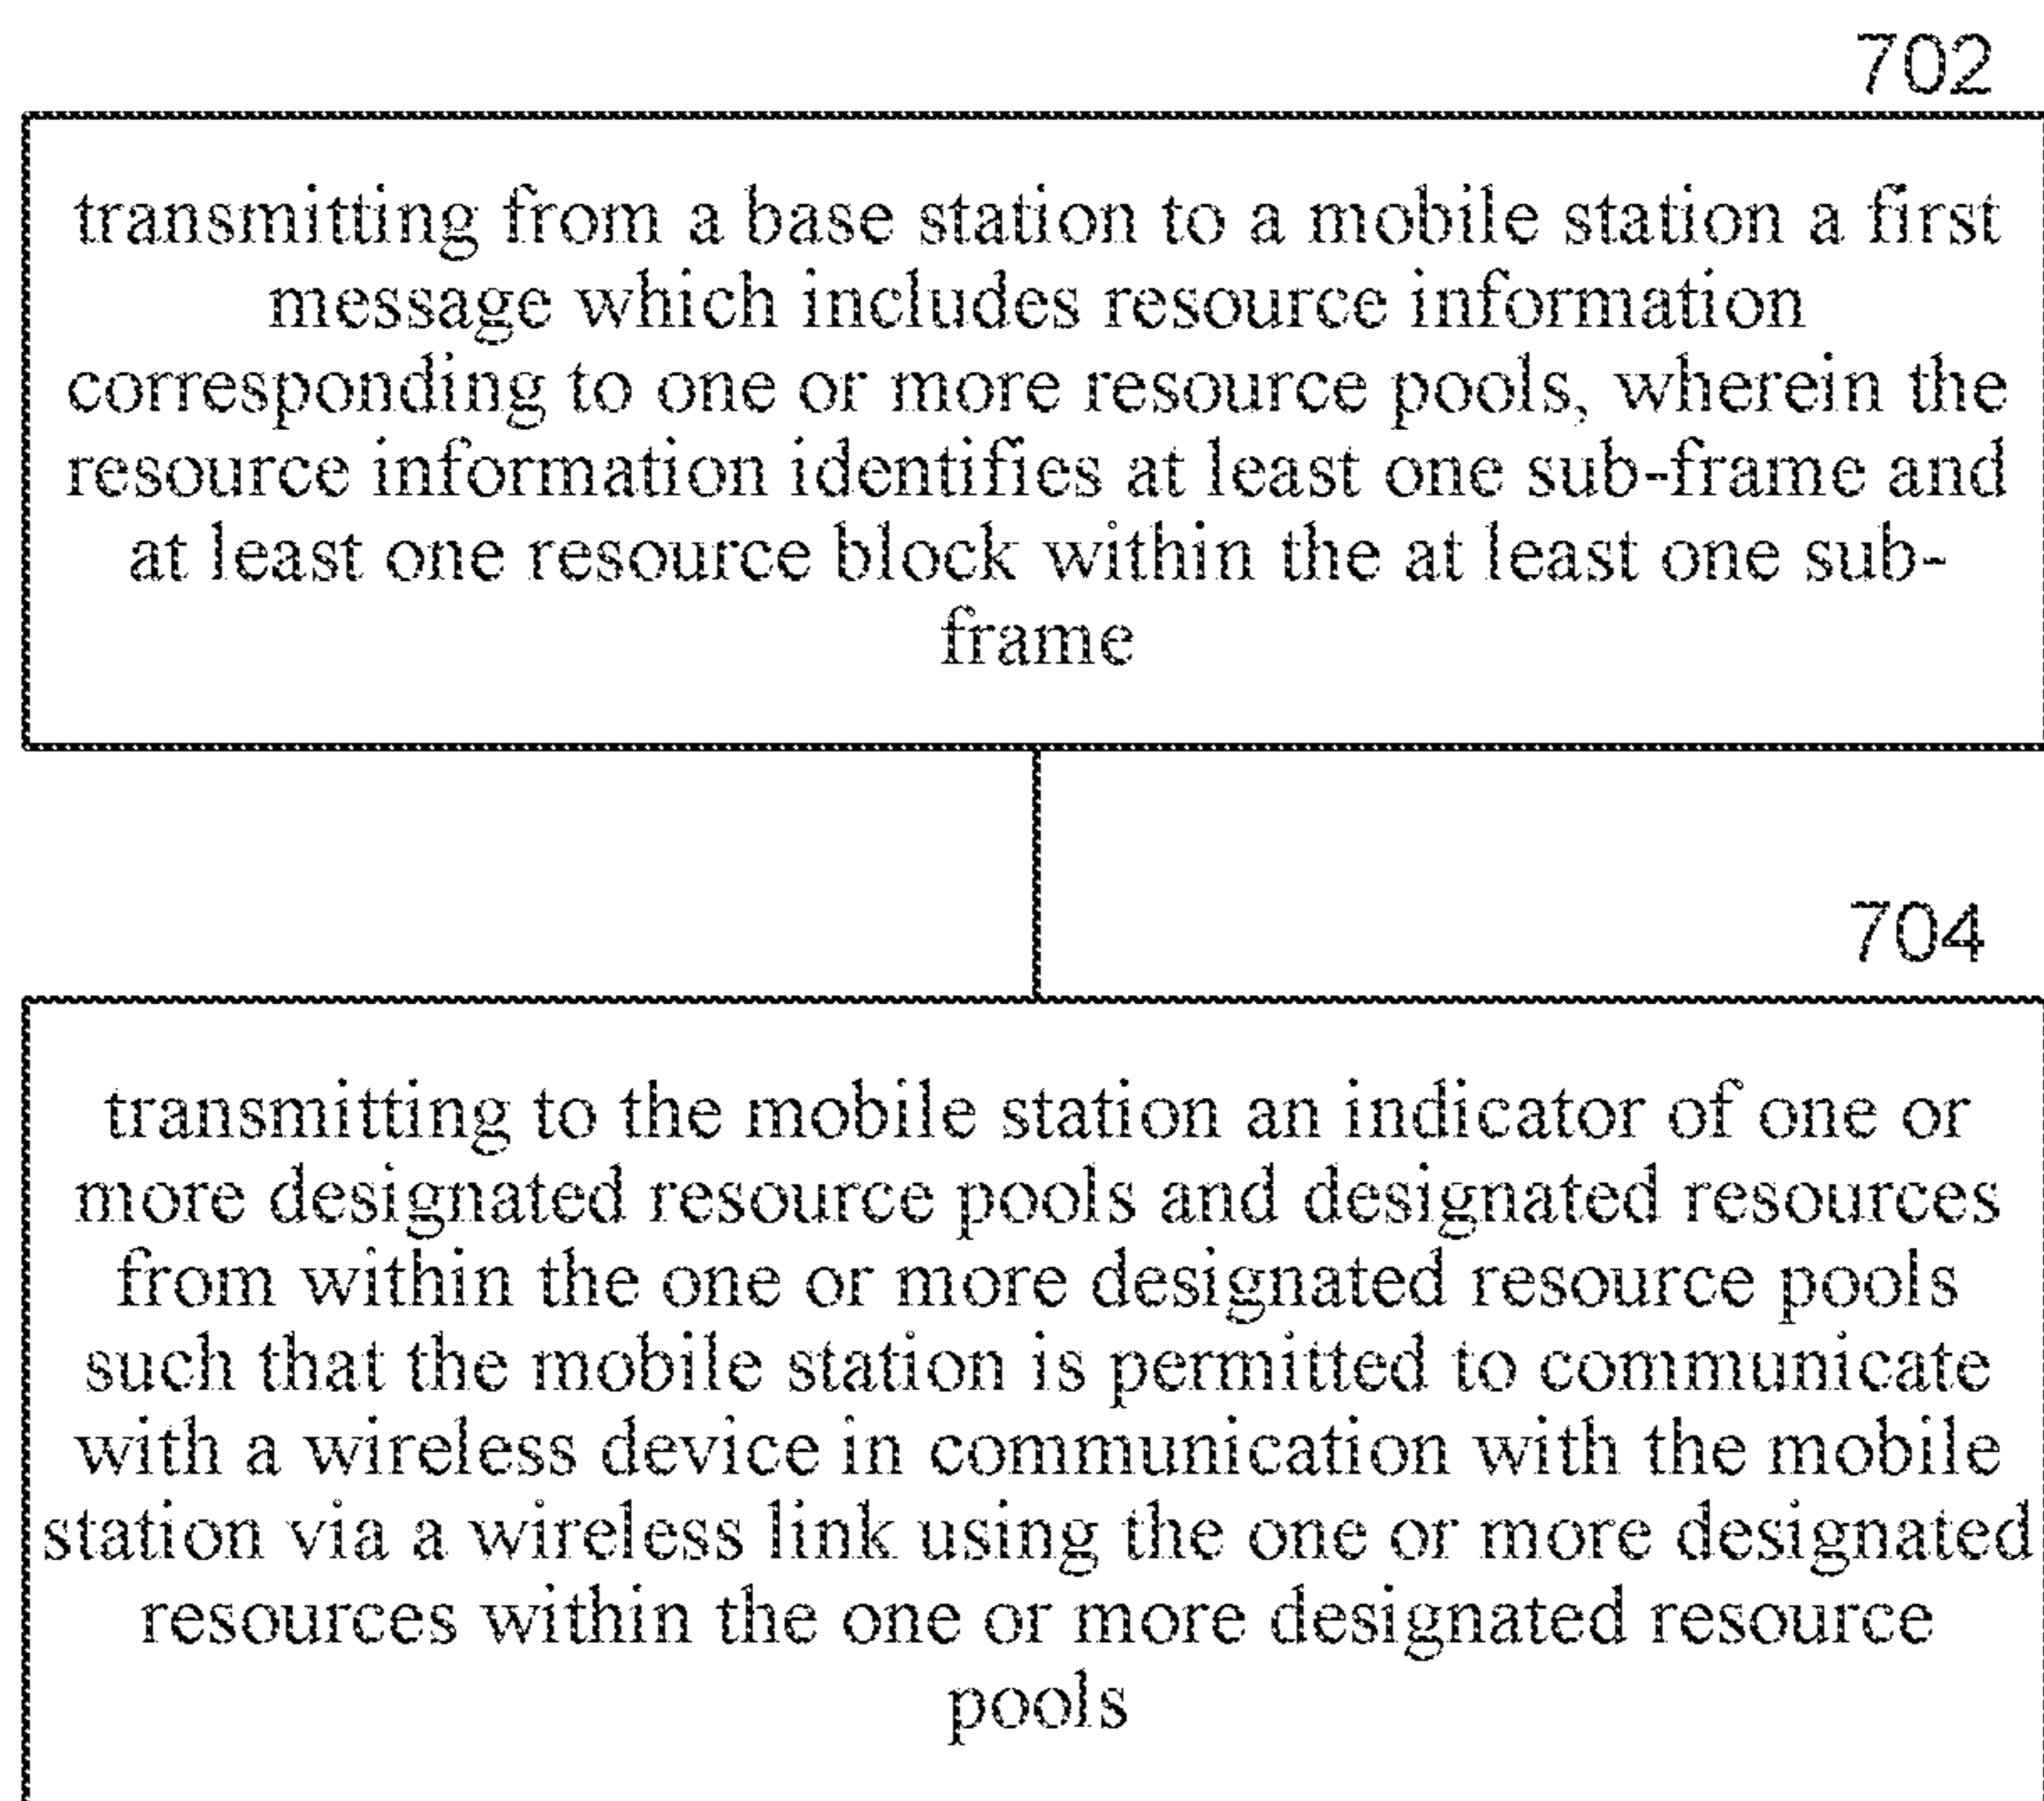 702
transmitting from a base station to a mobile station a first
message which includes resource information
corresponding to one or more resource pools, wherein the
resource information identifies at least one sub-frame and
at least one resource block within the at least one sub-
frame
704
transmitting to the mobile station an indicator of one or
more designated resource pools and designated resources
from within the one or more designated resource pools
such that the mobile station is permitted to communicate
with a wireless device in communication with the mobile
station via a wireless link using the one or more designated
resources within the one or more designated resource
pools